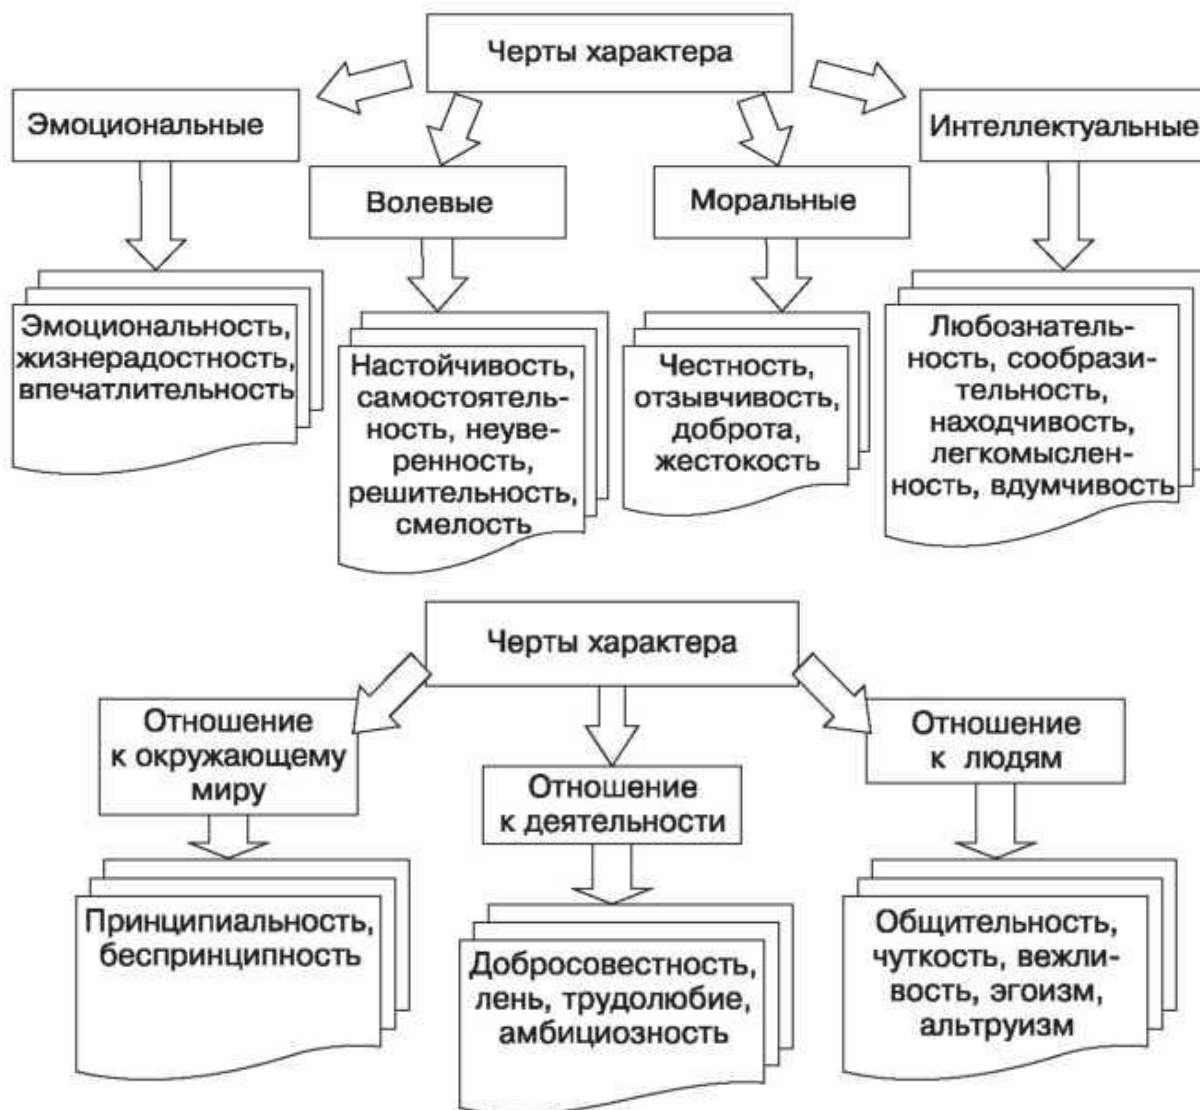 Черты характера
Эмоциональные
Интеллектуальные
Волевые
Моральные
Эмоциональность,
жизнерадостность,
впечатлительность
Настойчивость,
самостоятель-
ность, неуве-
ренность,
решительность,
смелость
Честность,
отзывчивость,
доброта,
жестокость
Любознатель-
ность, сообрази-
тельность,
находчивость,
легкомыслен-
ность, вдумчивость
Черты характера
Отношение
к окружающему
миру
Отношение
к деятельности
Отношение
к людям
Принципиальность,
беспринципность
Добросовестность,
лень, трудолюбие,
амбициозность
Общительность,
чуткость, вежли-
вость, эгоизм,
альтруизм